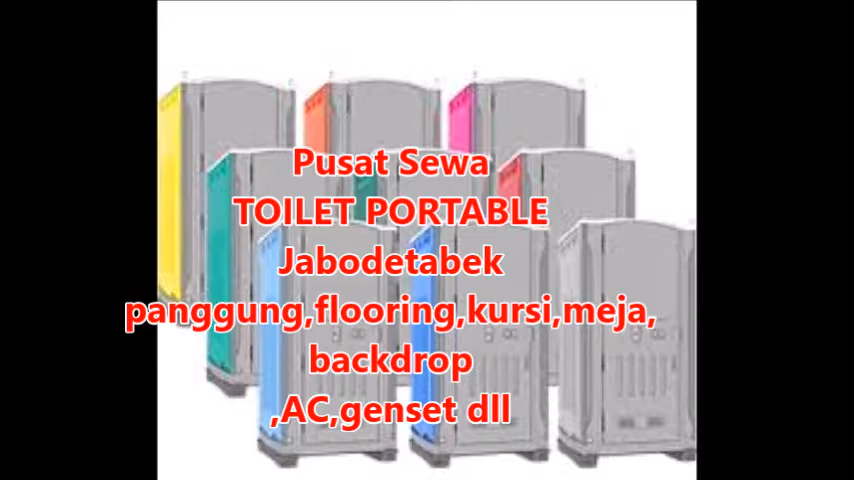 Pusat Sewa
TOILET PORTABLE
Jabodetabek
panggung,flooring,kursi,meja,
backdrop
,AC,genset dll